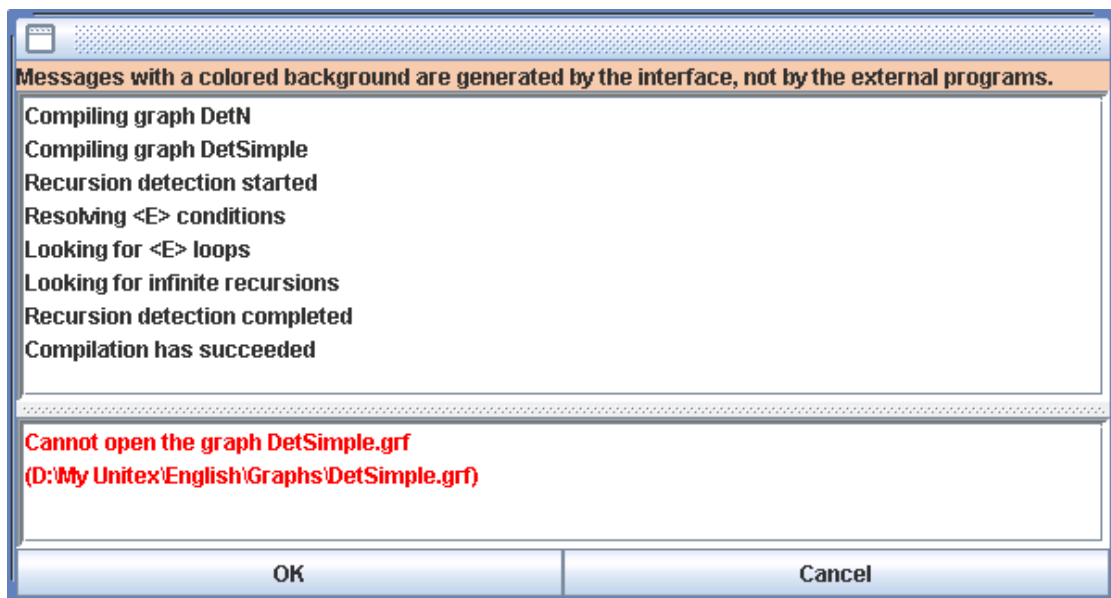 Messages with a colored background are generated by the interface, not by the external programs.
Compiling graph DetN
Compiling graph DetSimple
Recursion detection started
Resolving <E> conditions
Looking for <E> loops
Looking for infinite recursions
Recursion detection completed
Compilation has succeeded
Cannot open the graph DetSimple.grf
(D:\My Unitex\English\Graphs\DetSimple.grf)
OK
Cancel